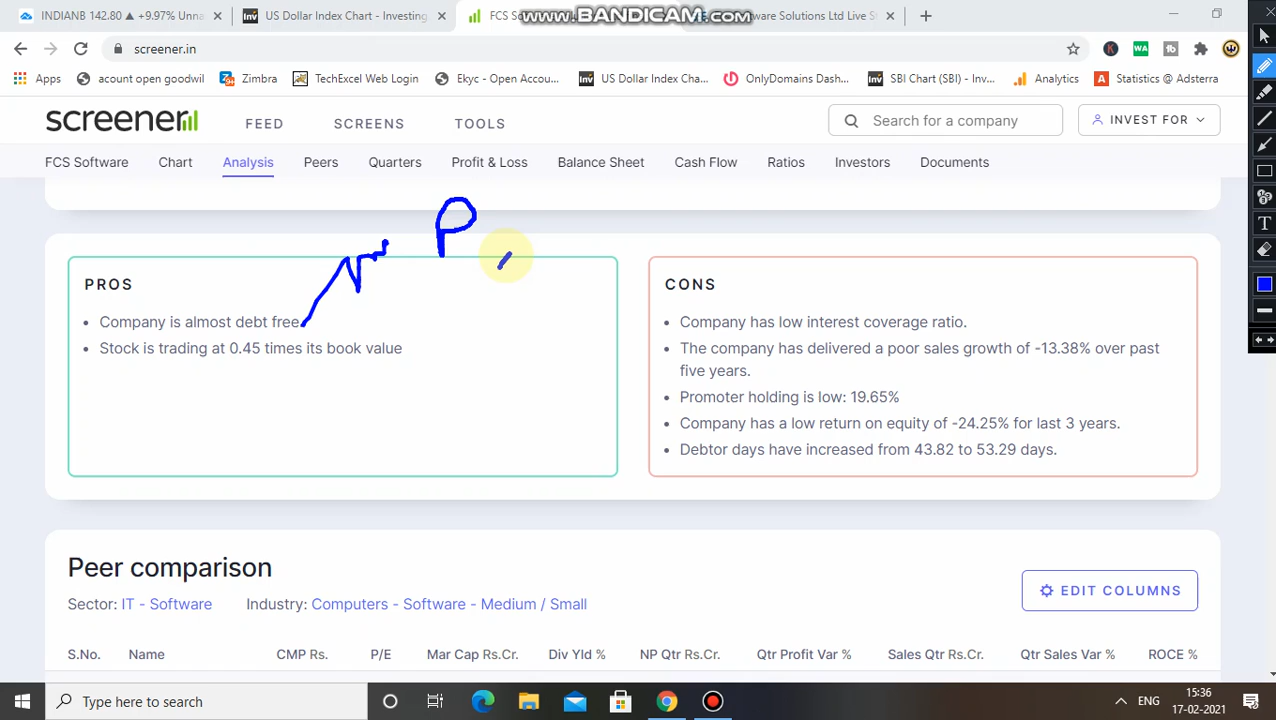 INDIANB 142.80 ▲ +9.97% Unna
US Dollar Index Chart - Investing
FCS So
www.BANDICAM.com
ware Solutions Ltd Live S
screener.in
Apps
acount open goodwil
Zimbra
TechExcel Web Login
Ekyc - Open Accou...
US Dollar Index Cha...
OnlyDomains Dash...
SBI Chart (SBI) - Inv...
Analytics
Statistics @ Adsterra
screener
FEED
SCREENS
TOOLS
Search for a company
INVEST FOR
FCS Software
Chart
Analysis
Peers
Quarters
Profit & Loss
Balance Sheet
Cash Flow
Ratios
Investors
Documents
P
PROS
Company is almost debt free
Stock is trading at 0.45 times its book value
CONS
Company has low interest coverage ratio.
The company has delivered a poor sales growth of -13.38% over past
five years.
Promoter holding is low: 19.65%
Company has a low return on equity of -24.25% for last 3 years.
Debtor days have increased from 43.82 to 53.29 days.
Peer comparison
Sector: IT - Software
Industry: Computers - Software - Medium / Small
EDIT COLUMNS
S.No.
Name
CMP Rs.
P/E
Mar Cap Rs.Cr.
Div Yld %
NP Qtr Rs.Cr.
Qtr Profit Var %
Sales Qtr Rs.Cr.
Qtr Sales Var %
ROCE %
Type here to search
ENG
15:36
17-02-2021